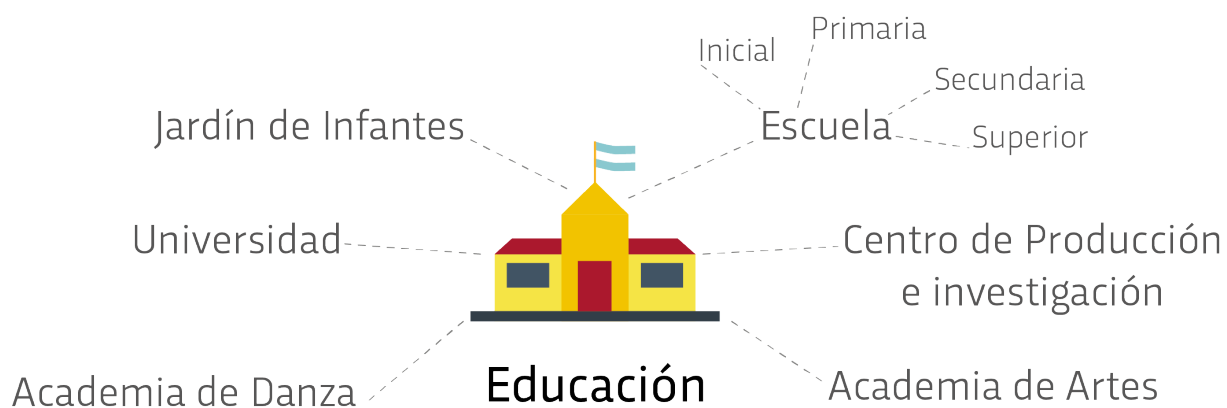 Primaria
Inicial
Secundaria
Jardín de Infantes
Escuela
Superior
Universidad
Centro de Producción
e investigación
Academia de Danza
Educación
Academia de Artes